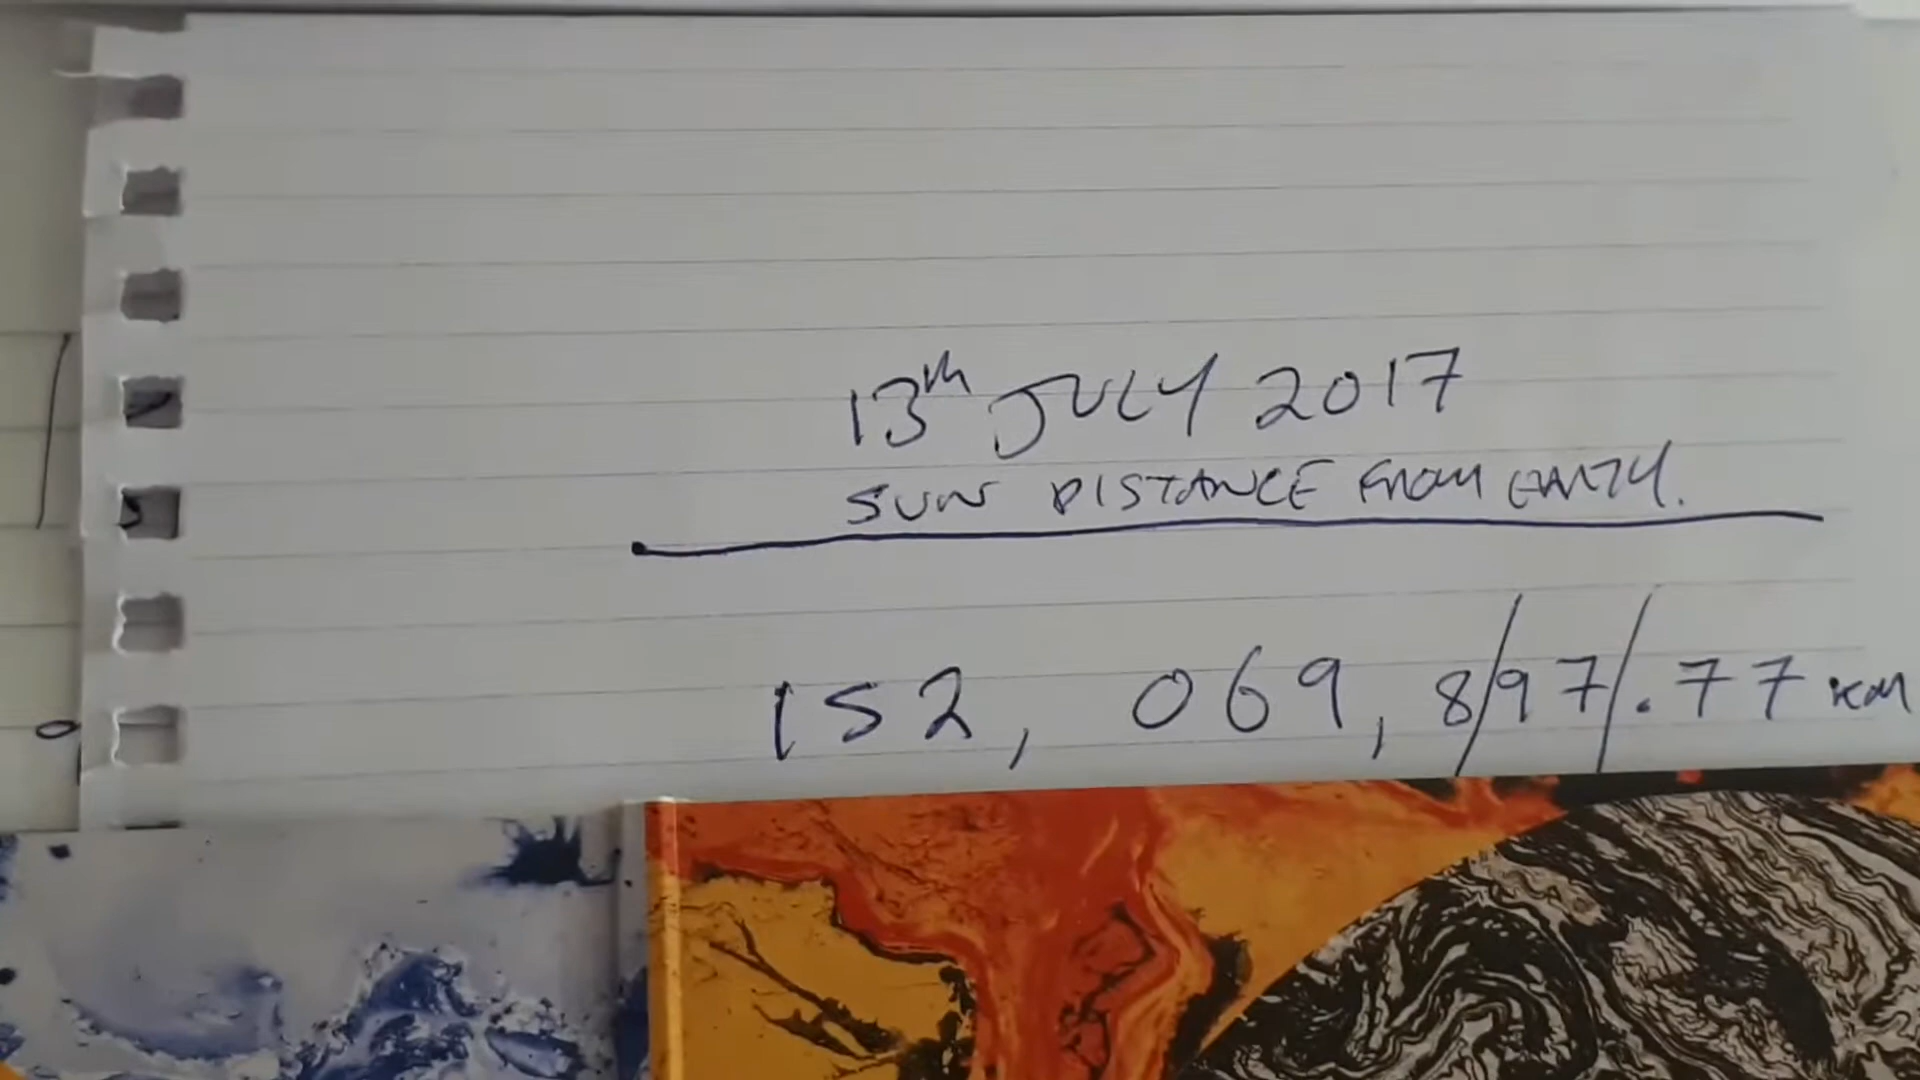 13th JULY 2017
SUN DISTANCE FROM EARTH.
152, 069, 8/97/.77 km